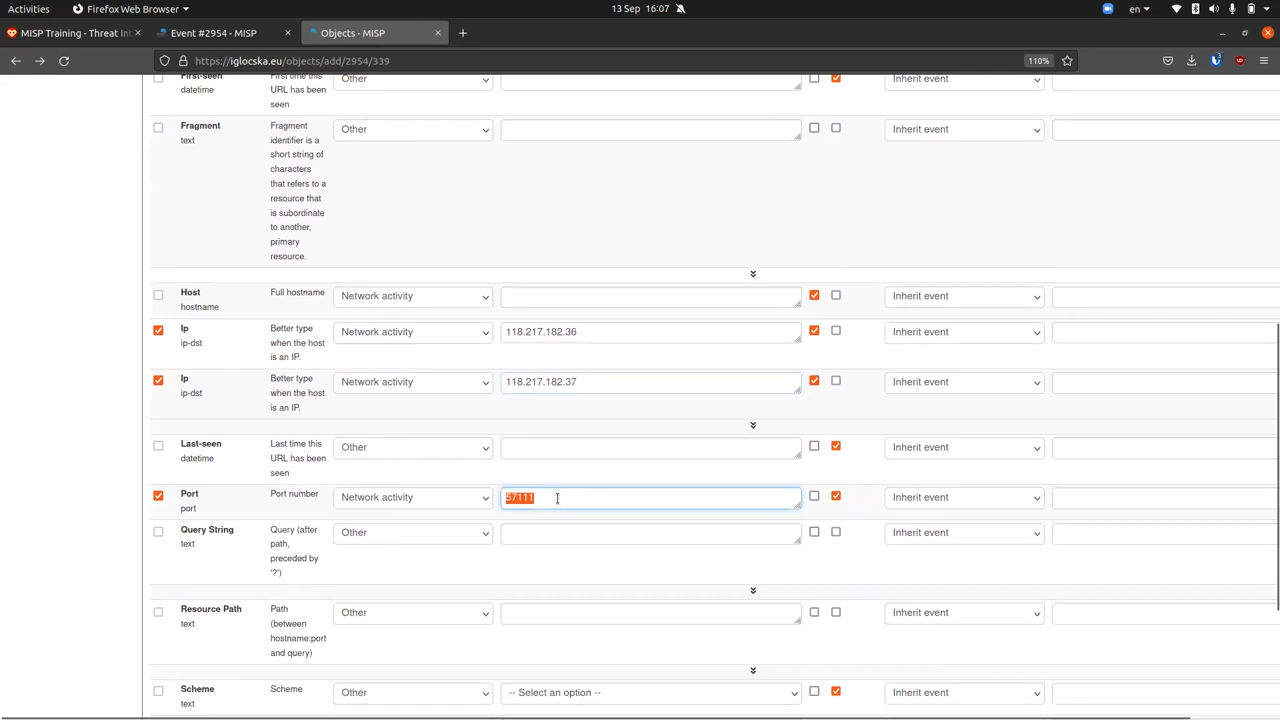 Activities
Firefox Web Browser
13 Sep 16:07
en
MISP Training - Threat In
Event #2954 - MISP
Objects - MISP
https://iglocska.eu/objects/add/2954/339
110%
First-seen
datetime
First time this
URL has been
seen
Other
Inherit event
Fragment
text
Fragment
identifier is a
short string of
characters
that refers to a
resource that
is subordinate
to another,
primary
resource.
Other
Inherit event
Host
hostname
Full hostname
Network activity
Inherit event
Ip
ip-dst
Better type
when the host
is an IP.
Network activity
118.217.182.36
Inherit event
Ip
ip-dst
Better type
when the host
is an IP.
Network activity
118.217.182.37
Inherit event
Last-seen
datetime
Last time this
URL has been
seen
Other
Inherit event
Port
port
Port number
Network activity
57111
Inherit event
Query String
text
Query (after
path,
preceded by
'?')
Other
Inherit event
Resource Path
text
Path
(between
hostname:port
and query)
Other
Inherit event
Scheme
text
Scheme
Other
-- Select an option --
Inherit event